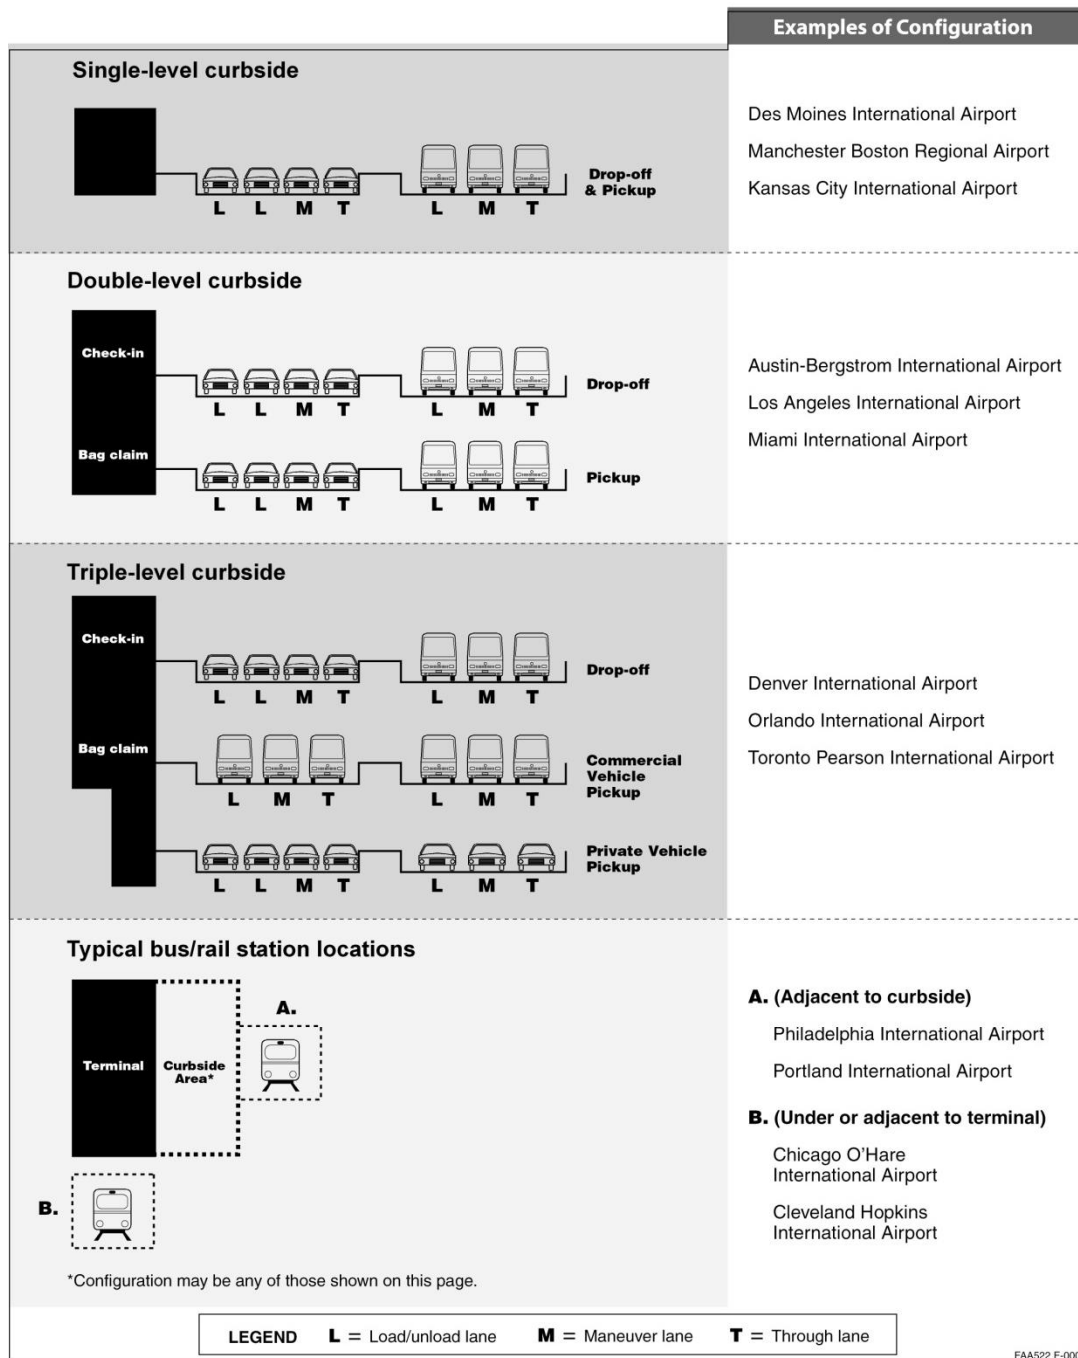 Examples of Configuration
Single-level curbside
Des Moines International Airport
Manchester Boston Regional Airport
Kansas City International Airport
Drop-off
& Pickup
L L M T L M T
Double-level curbside
Check-in
Drop-off
L L M T L M T
Bag claim
Pickup
L L M T L M T
Austin-Bergstrom International Airport
Los Angeles International Airport
Miami International Airport
Triple-level curbside
Check-in
Drop-off
L L M T L M T
Bag claim
Commercial
Vehicle
Pickup
L M T L M T
Private Vehicle
Pickup
L L M T L M T
Denver International Airport
Orlando International Airport
Toronto Pearson International Airport
Typical bus/rail station locations
A.
Terminal
Curbside
Area*
B.
*Configuration may be any of those shown on this page.
A. (Adjacent to curbside)
Philadelphia International Airport
Portland International Airport
B. (Under or adjacent to terminal)
Chicago O'Hare
International Airport
Cleveland Hopkins
International Airport
LEGEND L = Load/unload lane M = Maneuver lane T = Through lane